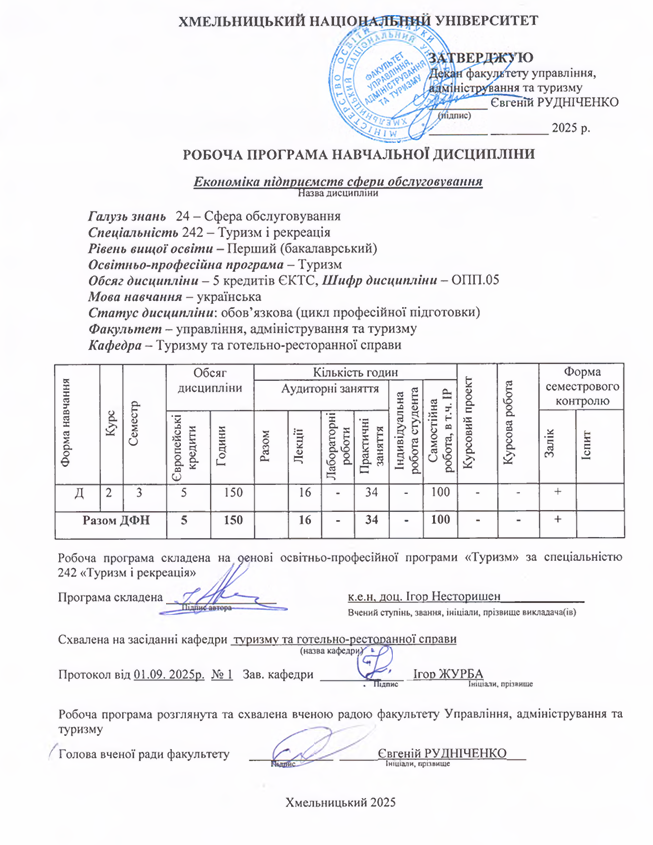 ХМЕЛЬНИЦЬКИЙ НАЦІОНАЛЬНИЙ УНІВЕРСИТЕТ
ЗАТВЕРДЖУЮ
Декан факультету управління,
адміністрування та туризму
Євгеній РУДНІЧЕНКО
(підпис)
2025 р.
ФАКУЛЬТЕТ
УПРАВЛІННЯ,
АДМІНІСТРУВАННЯ
ТА ТУРИЗМУ
РОБОЧА ПРОГРАМА НАВЧАЛЬНОЇ ДИСЦИПЛІНИ
Економіка підприємств сфери обслуговування
Назва дисципліни
Галузь знань 24 – Сфера обслуговування
Спеціальність 242 – Туризм і рекреація
Рівень вищої освіти – Перший (бакалаврський)
Освітньо-професійна програма – Туризм
Обсяг дисципліни – 5 кредитів ЄКТС, Шифр дисципліни – ОПП.05
Мова навчання – українська
Статус дисципліни: обов’язкова (цикл професійної підготовки)
Факультет – управління, адміністрування та туризму
Кафедра – Туризму та готельно-ресторанної справи
Форма навчання
Курс
Семестр
Обсяг дисципліни
Європейські кредити
Години
Кількість годин
Аудиторні заняття
Разом
Лекції
Лабораторні роботи
Практичні заняття
Індивідуальна робота студента
Самостійна робота, в т.ч. ІР
Курсовий проект
Курсова робота
Форма семестрового контролю
Залік
Іспит
Д 2 3 5 150 16 - 34 - 100 - - +
Разом ДФН 5 150 16 - 34 - 100 - - +
Робоча програма складена на основі освітньо-професійної програми «Туризм» за спеціальністю
242 «Туризм і рекреація»
Програма складена к.е.н, доц. Ігор Несторишен
Підпис автора Вчений ступінь, звання, ініціали, прізвище викладача(ів)
Схвалена на засіданні кафедри туризму та готельно-ресторанної справи
(назва кафедри)
Протокол від 01.09. 2025р. № 1 Зав. кафедри Ігор ЖУРБА
Підпис Ініціали, прізвище
Робоча програма розглянута та схвалена вченою радою факультету Управління, адміністрування та
туризму
Голова вченої ради факультету Євгеній РУДНІЧЕНКО
Підпис Ініціали, прізвище
Хмельницький 2025